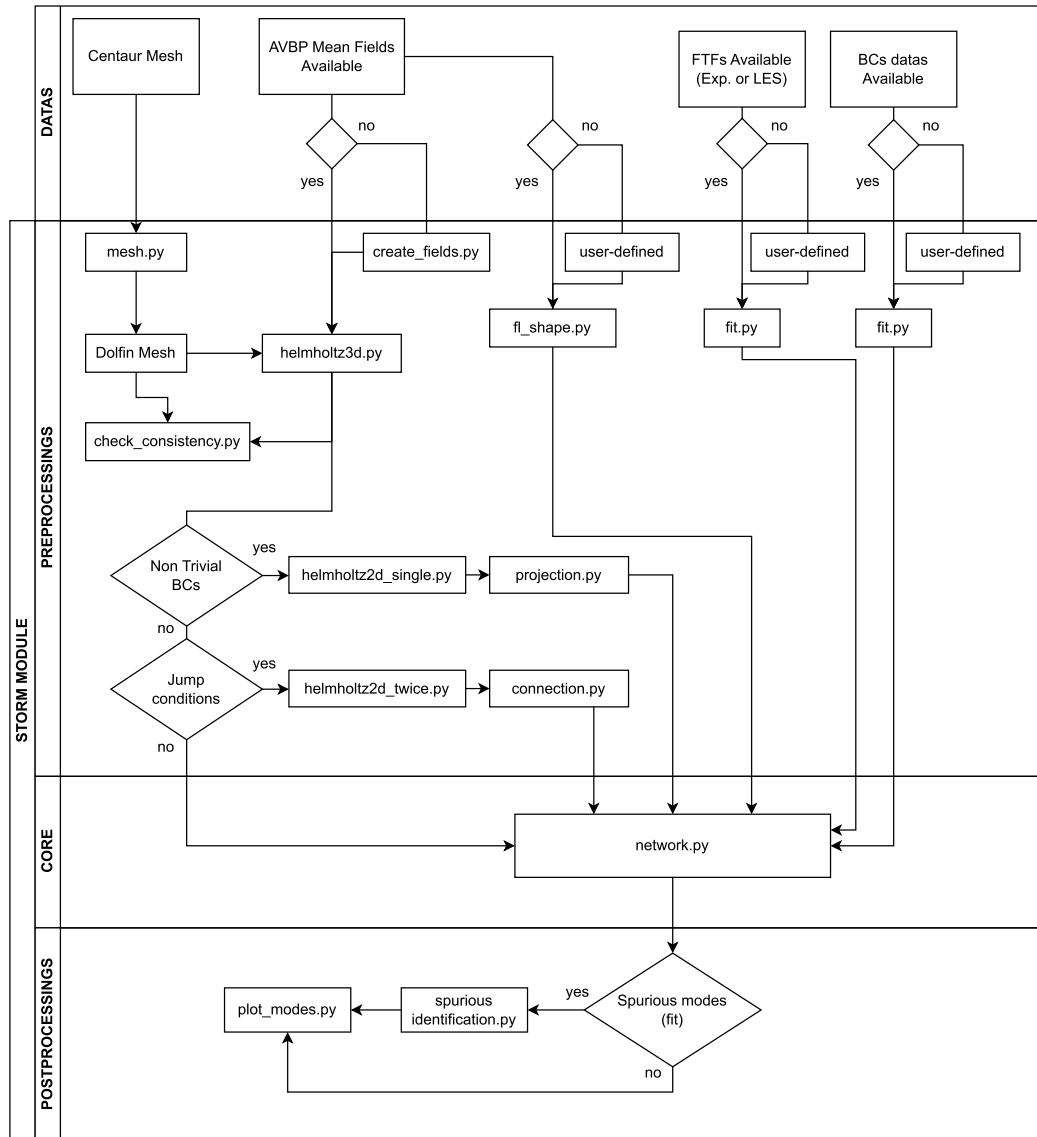 DATAS
Centaur Mesh
AVBP Mean Fields
Available
FTFs Available
(Exp. or LES)
BCs datas
Available
no
no
no
no
yes
yes
yes
yes
STORM MODULE
PREPROCESSINGS
mesh.py
create_fields.py
user-defined
user-defined
user-defined
Dolfin Mesh
helmholtz3d.py
fl_shape.py
fit.py
fit.py
check_consistency.py
Non Trivial
BCs
yes
helmholtz2d_single.py
projection.py
no
Jump
conditions
yes
helmholtz2d_twice.py
connection.py
no
CORE
network.py
POSTPROCESSINGS
Spurious modes
(fit)
yes
spurious
identification.py
plot_modes.py
no